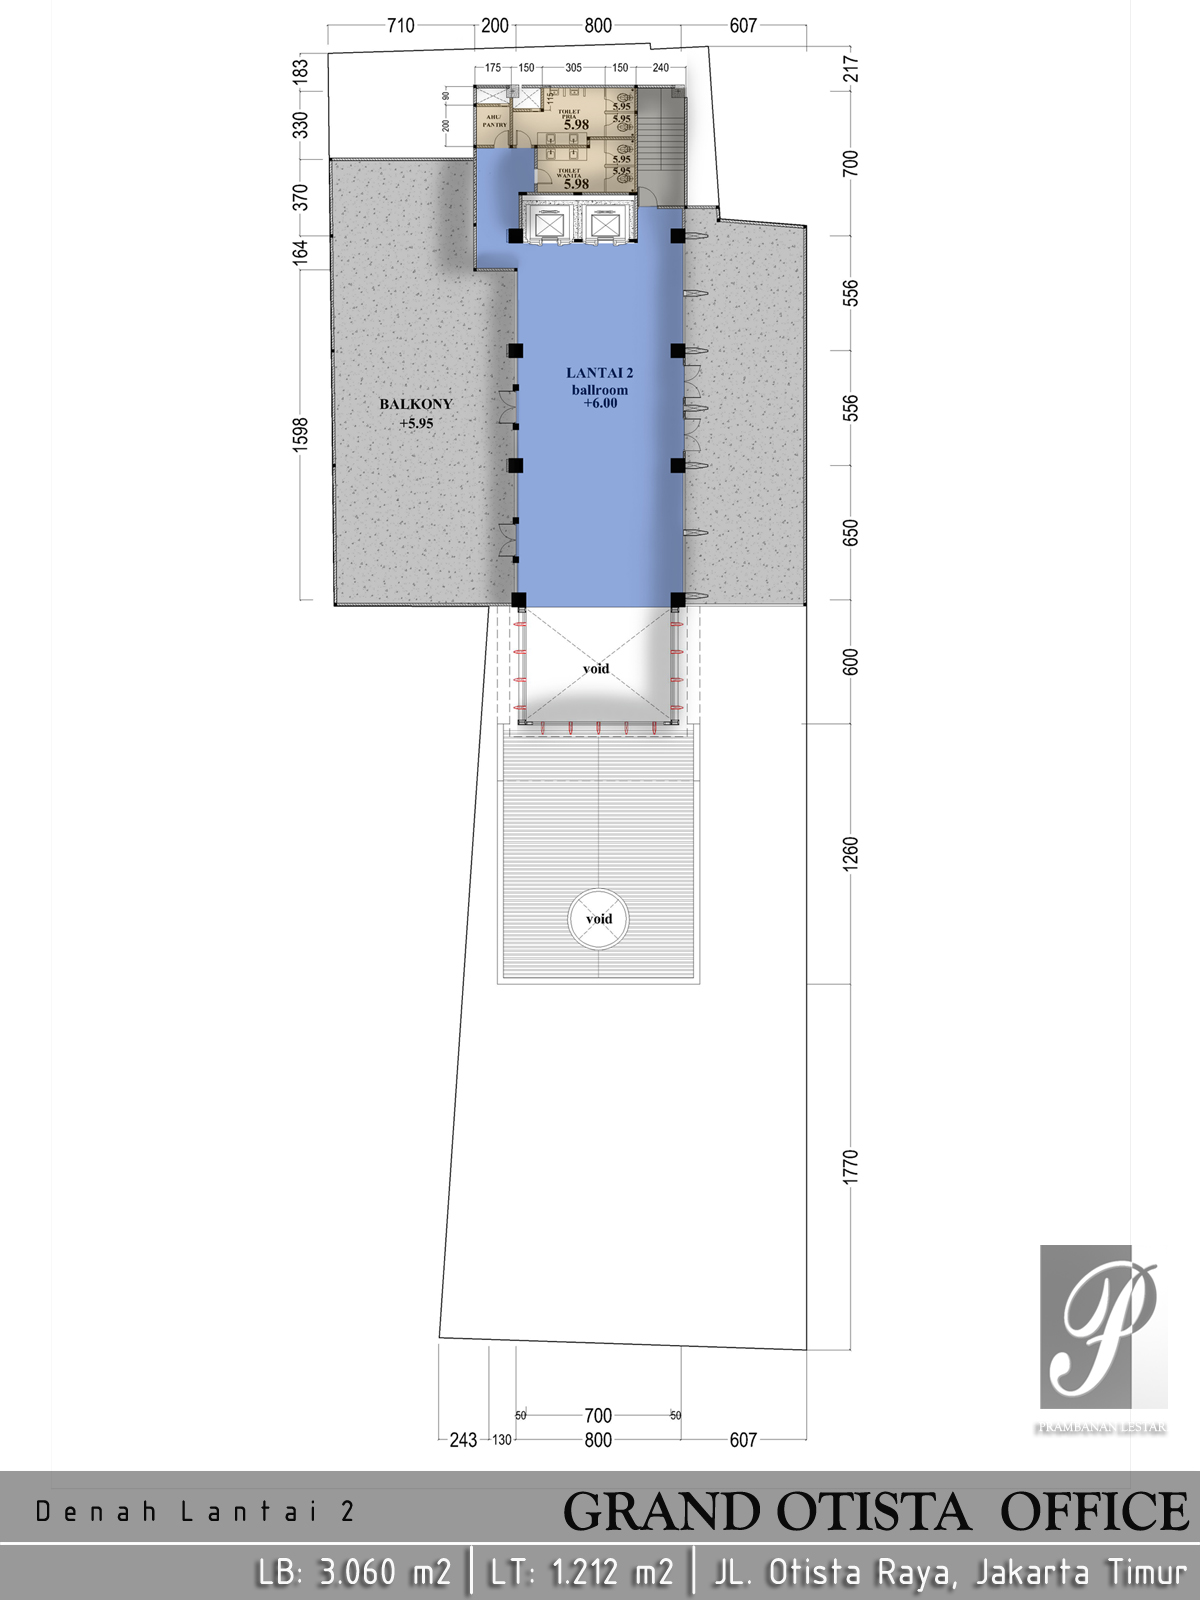 710 200 800 607
183 330 370 164 1598
217 700 556 556 650 600 1260 1770
175 150 305 150 240
90
200
115
AHU/
PANTRY
TOILET
PRIA
5.98
5.95
5.95
TOILET
WANITA
5.98
5.95
5.95
LANTAI 2
ballroom
+6.00
BALKONY
+5.95
void
void
50 700 50
243 130 800 607
P
PRAMBANAN LESTARI
Denah Lantai 2
GRAND OTISTA OFFICE
LB: 3.060 m2 | LT: 1.212 m2 | JL. Otista Raya, Jakarta Timur